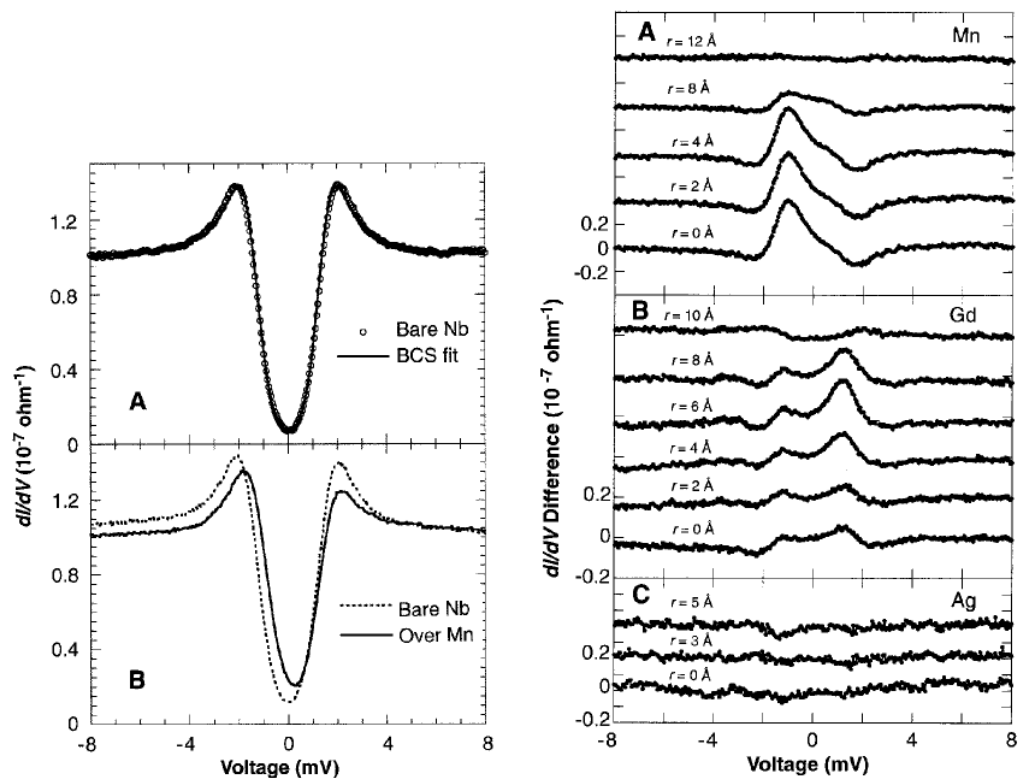 1.2
0.8
0.4
0
Bare Nb
BCS fit
A
1.2
0.8
0.4
0
Bare Nb
Over Mn
B
-8 -4 0 4 8
Voltage (mV)
dI/dV (10⁻⁷ ohm⁻¹)
A Mn
r = 12 Å
r = 8 Å
r = 4 Å
r = 2 Å
r = 0 Å
0.2
0
-0.2
B Gd
r = 10 Å
r = 8 Å
r = 6 Å
r = 4 Å
r = 2 Å
r = 0 Å
0.2
0
-0.2
C Ag
r = 5 Å
r = 3 Å
r = 0 Å
0.2
0
-0.2
-8 -4 0 4 8
Voltage (mV)
dI/dV Difference (10⁻⁷ ohm⁻¹)